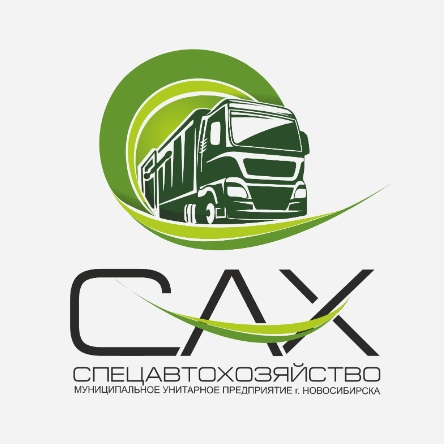 САХ
СПЕЦАВТОХОЗЯЙСТВО
МУНИЦИПАЛЬНОЕ УНИТАРНОЕ ПРЕДПРИЯТИЕ г. НОВОСИБИРСКА